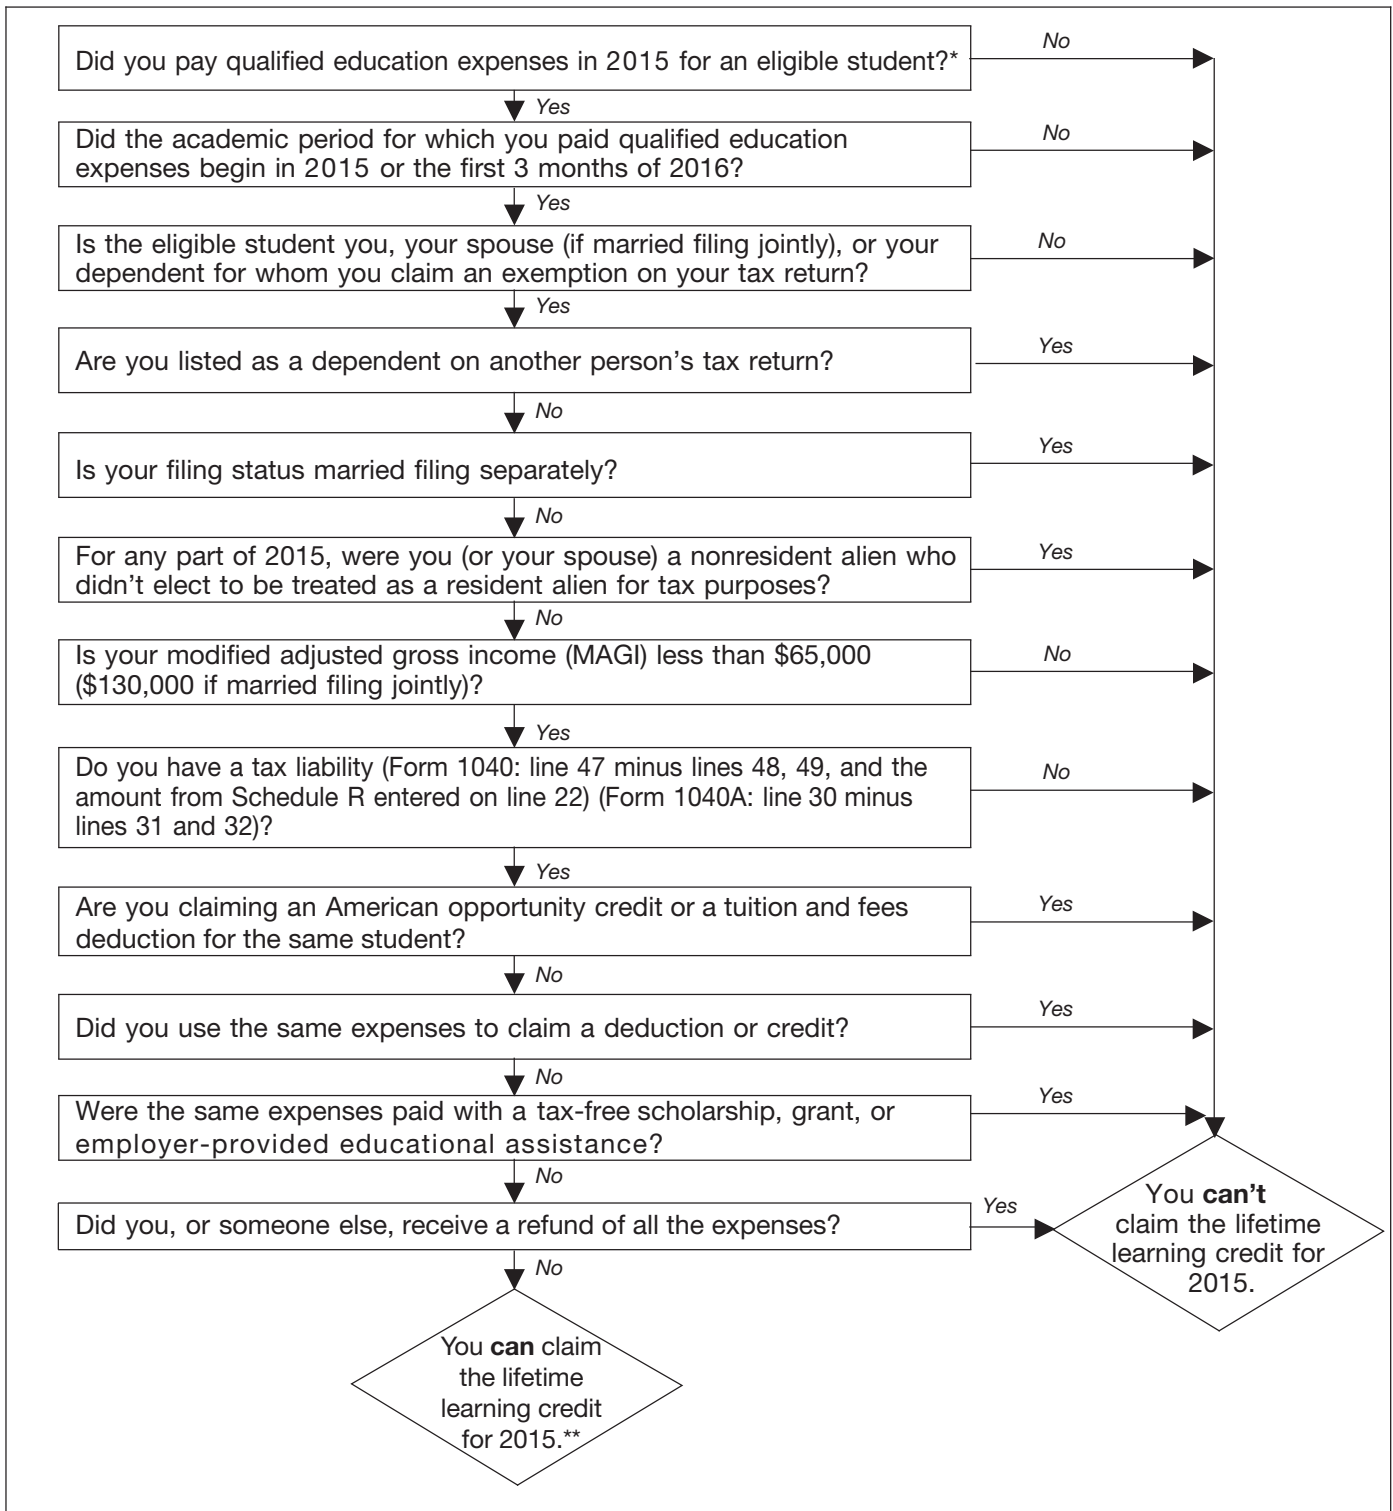 Did you pay qualified education expenses in 2015 for an eligible student?*
No
Yes
Did the academic period for which you paid qualified education
expenses begin in 2015 or the first 3 months of 2016?
No
Yes
Is the eligible student you, your spouse (if married filing jointly), or your
dependent for whom you claim an exemption on your tax return?
No
Yes
Are you listed as a dependent on another person's tax return?
Yes
No
Is your filing status married filing separately?
Yes
No
For any part of 2015, were you (or your spouse) a nonresident alien who
didn't elect to be treated as a resident alien for tax purposes?
Yes
No
Is your modified adjusted gross income (MAGI) less than $65,000
($130,000 if married filing jointly)?
No
Yes
Do you have a tax liability (Form 1040: line 47 minus lines 48, 49, and the
amount from Schedule R entered on line 22) (Form 1040A: line 30 minus
lines 31 and 32)?
No
Yes
Are you claiming an American opportunity credit or a tuition and fees
deduction for the same student?
Yes
No
Did you use the same expenses to claim a deduction or credit?
Yes
No
Were the same expenses paid with a tax-free scholarship, grant, or
employer-provided educational assistance?
Yes
No
Did you, or someone else, receive a refund of all the expenses?
Yes
You can't
claim the lifetime
learning credit for
2015.
No
You can claim
the lifetime
learning credit
for 2015.**